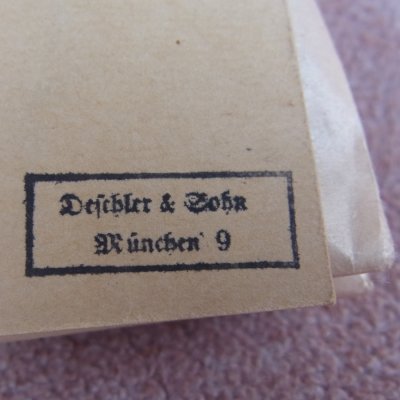 Deschler & Sohn
München 9